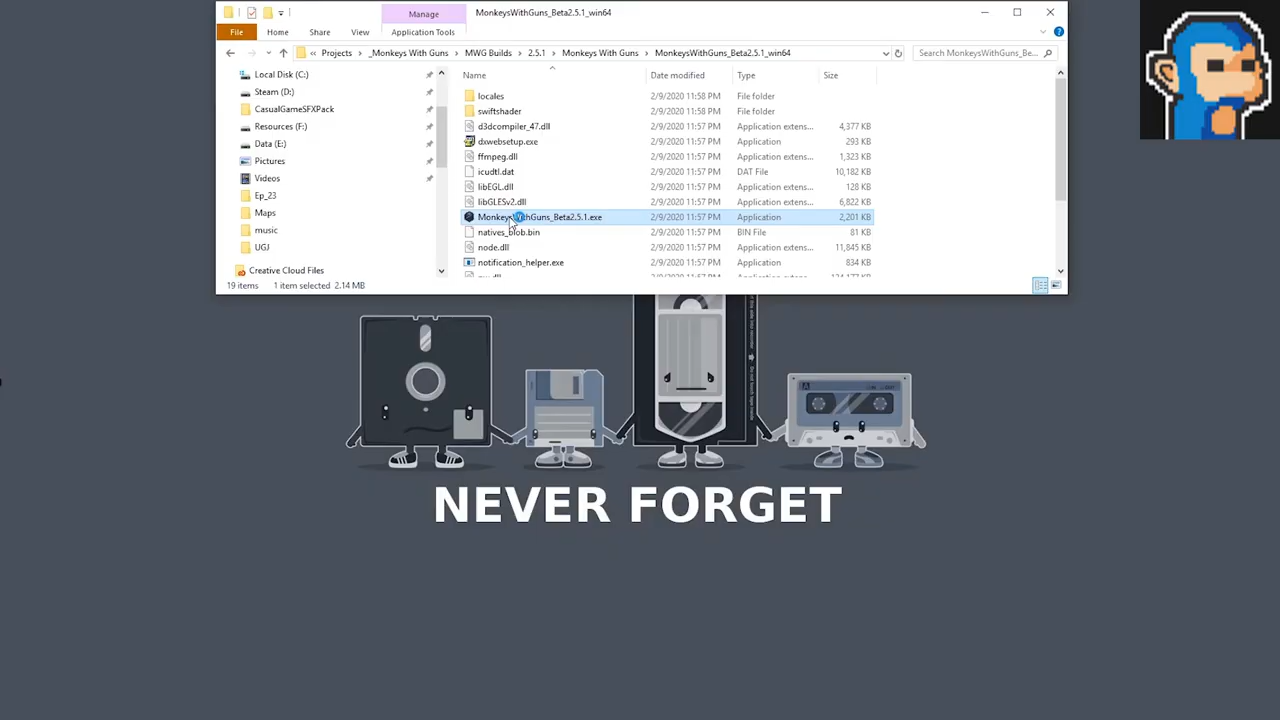 Manage
MonkeysWithGuns_Beta2.5.1_win64
File
Home
Share
View
Application Tools
« Projects > _Monkeys With Guns > MWG Builds > 2.5.1 > Monkeys With Guns > MonkeysWithGuns_Beta2.5.1_win64
Search MonkeysWithGuns_Be...
Local Disk (C:)
Steam (D:)
CasualGameSFXPack
Resources (F:)
Data (E:)
Pictures
Videos
Ep_23
Maps
music
UGJ
Creative Cloud Files
Name Date modified Type Size
locales 2/9/2020 11:58 PM File folder
swiftshader 2/9/2020 11:58 PM File folder
d3dcompiler_47.dll 2/9/2020 11:57 PM Application extens... 4,377 KB
dxwebsetup.exe 2/9/2020 11:57 PM Application 293 KB
ffmpeg.dll 2/9/2020 11:57 PM Application extens... 1,323 KB
icudtl.dat 2/9/2020 11:57 PM DAT File 10,182 KB
libEGL.dll 2/9/2020 11:57 PM Application extens... 128 KB
libGLESv2.dll 2/9/2020 11:57 PM Application extens... 6,822 KB
MonkeysWithGuns_Beta2.5.1.exe 2/9/2020 11:57 PM Application 2,201 KB
natives_blob.bin 2/9/2020 11:57 PM BIN File 81 KB
node.dll 2/9/2020 11:57 PM Application extens... 11,845 KB
notification_helper.exe 2/9/2020 11:57 PM Application 834 KB
19 items 1 item selected 2.14 MB
A
NEVER FORGET